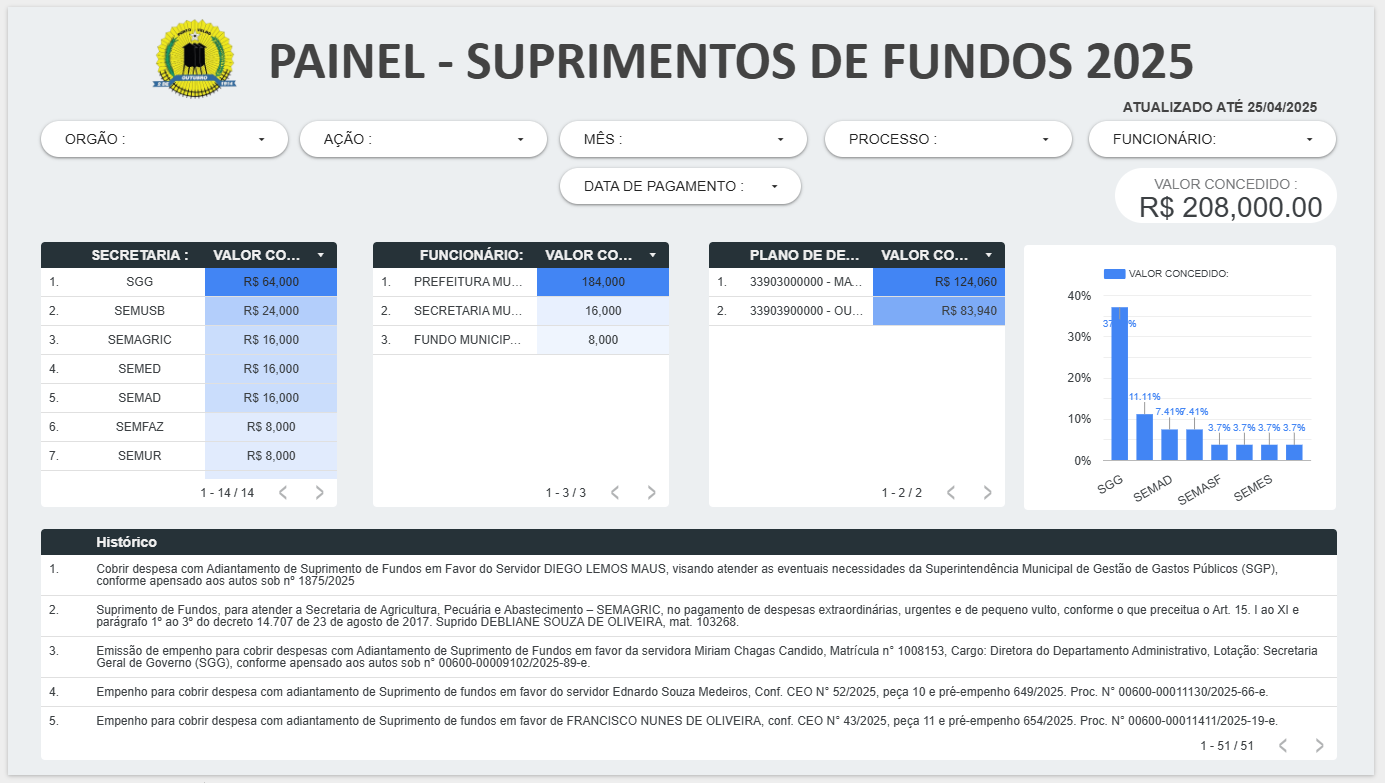 PAINEL - SUPRIMENTOS DE FUNDOS 2025
PORTO VELHO
OUTUBRO
2 DE
1914
ATUALIZADO ATÉ 25/04/2025
ORGÃO :
AÇÃO :
MÊS :
PROCESSO :
FUNCIONÁRIO:
DATA DE PAGAMENTO :
VALOR CONCEDIDO :
R$ 208,000.00
SECRETARIA : VALOR CO...
1. SGG R$ 64,000
2. SEMUSB R$ 24,000
3. SEMAGRIC R$ 16,000
4. SEMED R$ 16,000
5. SEMAD R$ 16,000
6. SEMFAZ R$ 8,000
7. SEMUR R$ 8,000
1 - 14 / 14
FUNCIONÁRIO: VALOR CO...
1. PREFEITURA MU... 184,000
2. SECRETARIA MU... 16,000
3. FUNDO MUNICIP... 8,000
1 - 3 / 3
PLANO DE DE... VALOR CO...
1. 33903000000 - MA... R$ 124,060
2. 33903900000 - OU... R$ 83,940
1 - 2 / 2
VALOR CONCEDIDO:
40%
30%
20%
10%
0%
11.11%
7.41%
7.41%
3.7% 3.7% 3.7% 3.7%
SGG
SEMAD
SEMASF
SEMES
Histórico
1. Cobrir despesa com Adiantamento de Suprimento de Fundos em Favor do Servidor DIEGO LEMOS MAUS, visando atender as eventuais necessidades da Superintendência Municipal de Gestão de Gastos Públicos (SGP),
conforme apensado aos autos sob nº 1875/2025
2. Suprimento de Fundos, para atender a Secretaria de Agricultura, Pecuária e Abastecimento – SEMAGRIC, no pagamento de despesas extraordinárias, urgentes e de pequeno vulto, conforme o que preceitua o Art. 15. I ao XI e
parágrafo 1º ao 3º do decreto 14.707 de 23 de agosto de 2017. Suprido DEBLIANE SOUZA DE OLIVEIRA, mat. 103268.
3. Emissão de empenho para cobrir despesas com Adiantamento de Suprimento de Fundos em favor da servidora Miriam Chagas Candido, Matrícula n° 1008153, Cargo: Diretora do Departamento Administrativo, Lotação: Secretaria
Geral de Governo (SGG), conforme apensado aos autos sob n° 00600-00009102/2025-89-e.
4. Empenho para cobrir despesa com adiantamento de Suprimento de fundos em favor do servidor Ednardo Souza Medeiros, Conf. CEO N° 52/2025, peça 10 e pré-empenho 649/2025. Proc. N° 00600-00011130/2025-66-e.
5. Empenho para cobrir despesa com adiantamento de Suprimento de fundos em favor de FRANCISCO NUNES DE OLIVEIRA, conf. CEO N° 43/2025, peça 11 e pré-empenho 654/2025. Proc. N° 00600-00011411/2025-19-e.
1 - 51 / 51